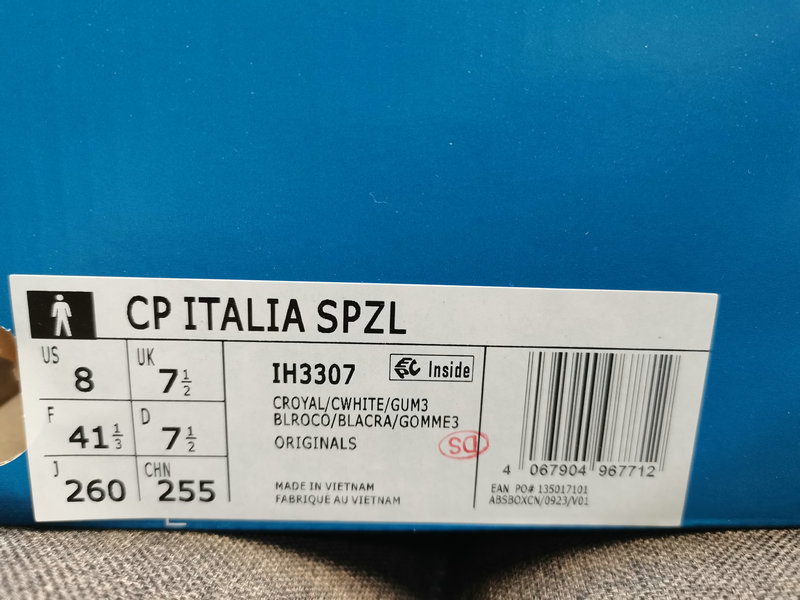 CP ITALIA SPZL
US 8
UK 7 1/2
F 41 1/3
D 7 1/2
J 260
CHN 255
IH3307
EPC Inside
CROYAL/CWHITE/GUM3
BLROCO/BLACRA/GOMME3
ORIGINALS
SD
MADE IN VIETNAM
FABRIQUE AU VIETNAM
4 067904 967712
EAN PO# 135017101
ABSBOXCN/0923/V01